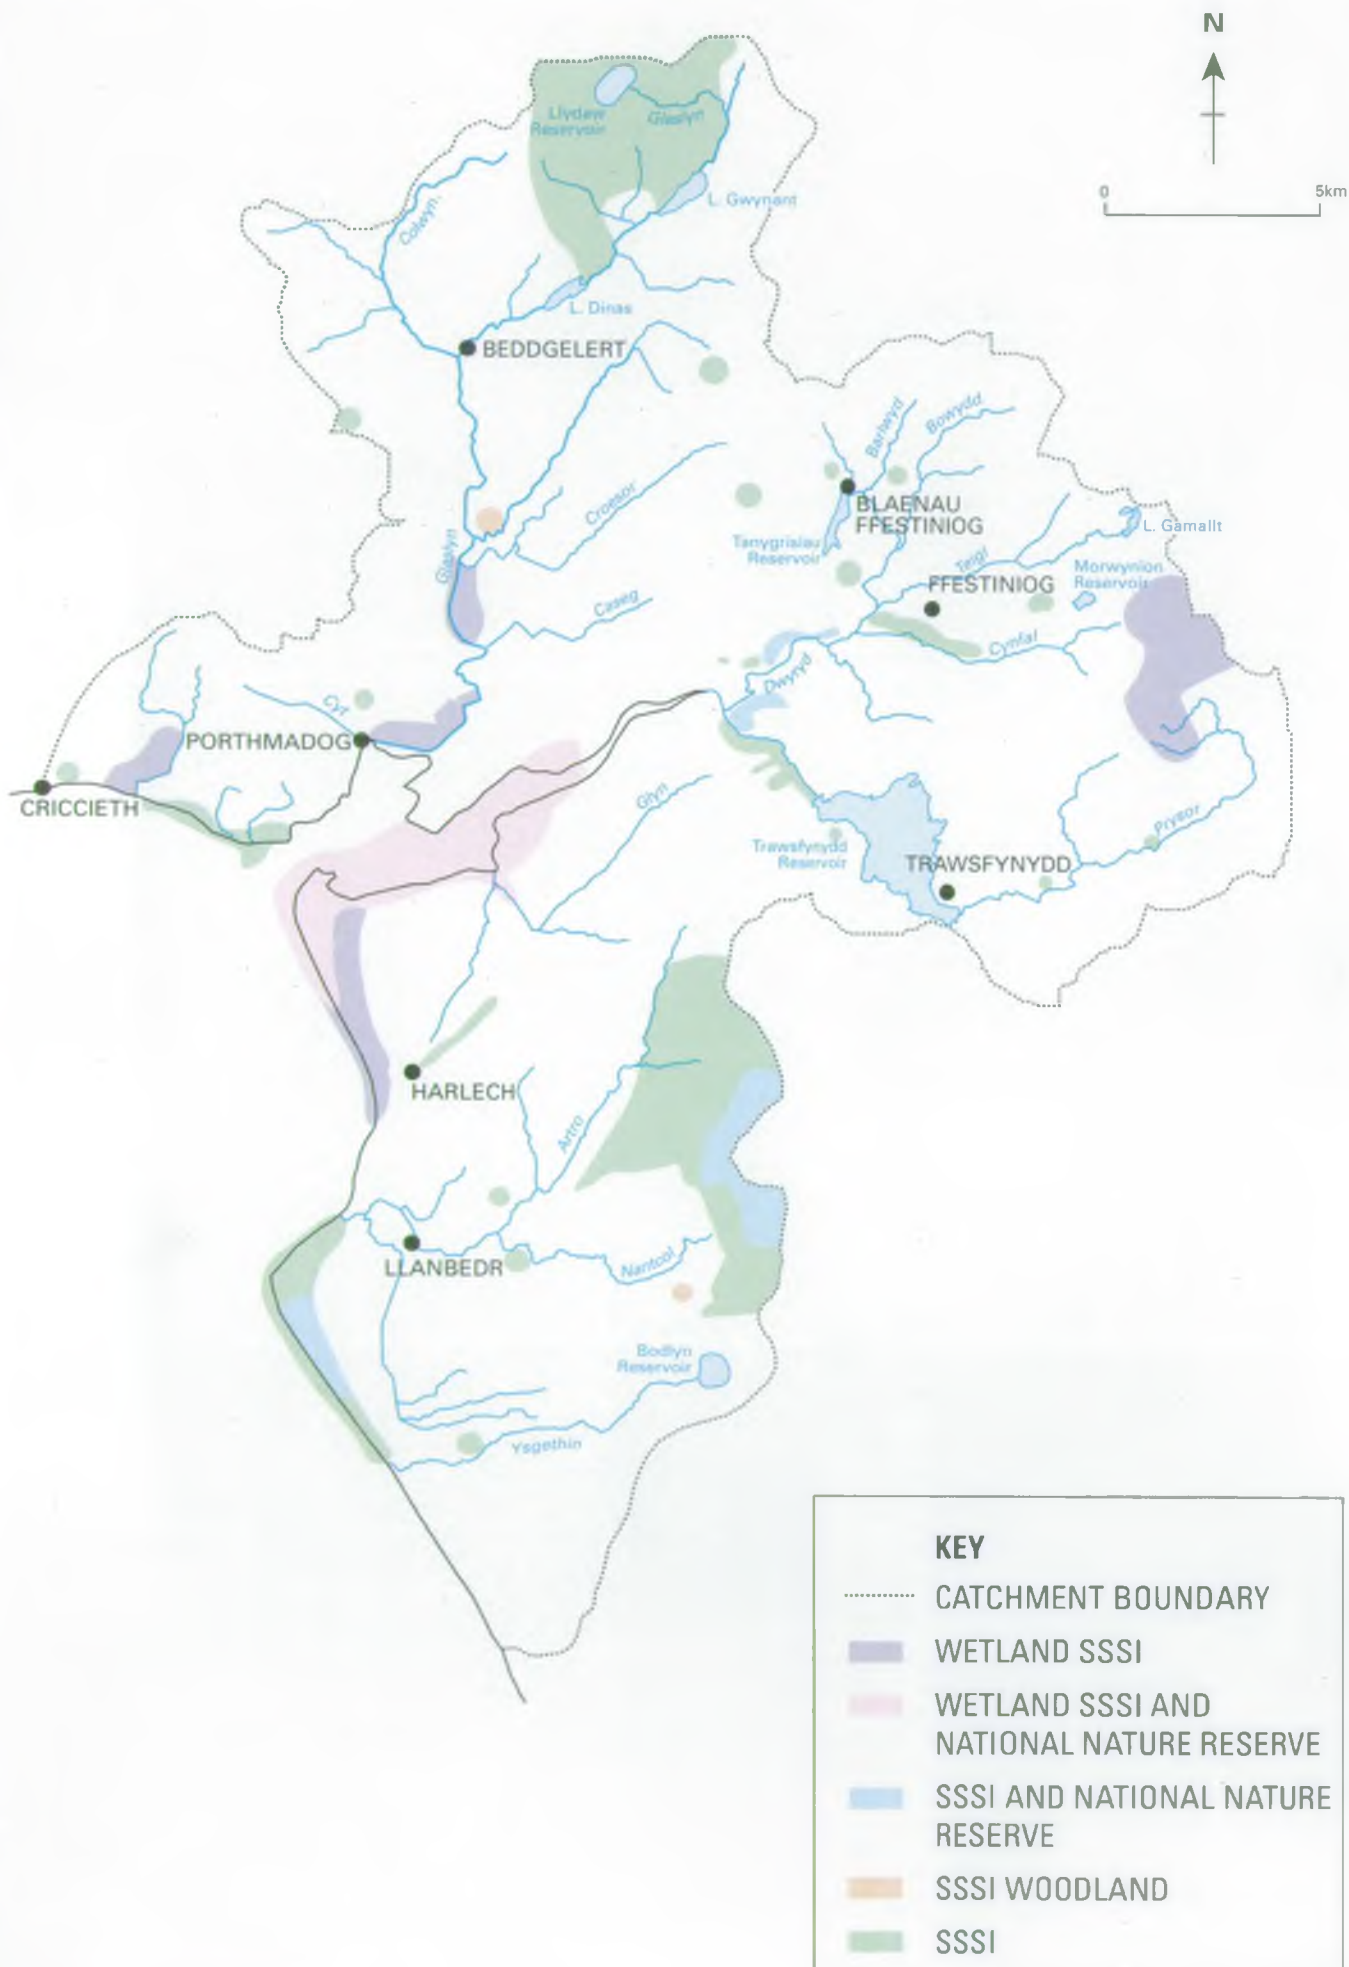 N
0 5km
Llydaw
Reservoir
Glaslyn
L. Gwynant
Colwyn
L. Dinas
BEDDGELERT
Barlwyd
Bowydd
BLAENAU
FFESTINIOG
Croesor
Tanygrisiau
Reservoir
L. Gamallt
Glaslyn
Teigl
Morwynion
Reservoir
FFESTINIOG
Caseg
Cynfal
Dwyryd
Cyt
PORTHMADOG
CRICCIETH
Glyn
Prysor
Trawsfynydd
Reservoir
TRAWSFYNYDD
HARLECH
Artro
LLANBEDR
Nantcol
Bodlyn
Reservoir
Ysgethin
KEY
CATCHMENT BOUNDARY
WETLAND SSSI
WETLAND SSSI AND
NATIONAL NATURE RESERVE
SSSI AND NATIONAL NATURE
RESERVE
SSSI WOODLAND
SSSI